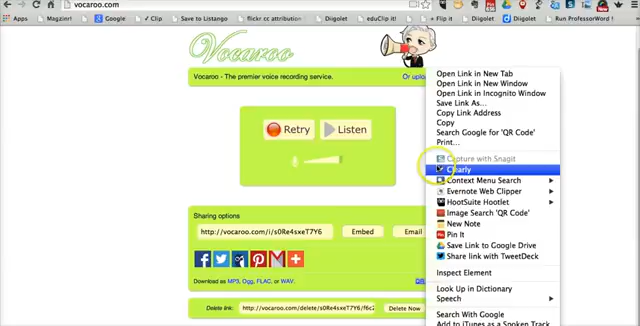 vocaroo.com
Apps
Diigolet
Google
✓Clip
Save to Listango
flickr cc attribution
Diigolet
eduClip it!
Diigolet
+ Flip it
Diigolet
Run ProfessorWord !
Vocaroo
Vocaroo - The premier voice recording service.
Or uplo
Retry
Listen
Sharing options
http://vocaroo.com/i/s0Re4sxeT7Y6
Embed
Email
Download as MP3, Ogg, FLAC, or WAV.
QR
Delete link:
http://vocaroo.com/delete/s0Re4sxeT7Y6/f6c2
Delete Now
Open Link in New Tab
Open Link in New Window
Open Link in Incognito Window
Save Link As...
Copy Link Address
Copy
Search Google for 'QR Code'
Print...
Capture with Snagit
Clearly
Context Menu Search
Evernote Web Clipper
HootSuite Hootlet
Image Search 'QR Code'
New Note
Pin It
Save Link to Google Drive
Share link with TweetDeck
Inspect Element
Look Up in Dictionary
Speech
Search With Google
Add to iTunes as a Spoken Track